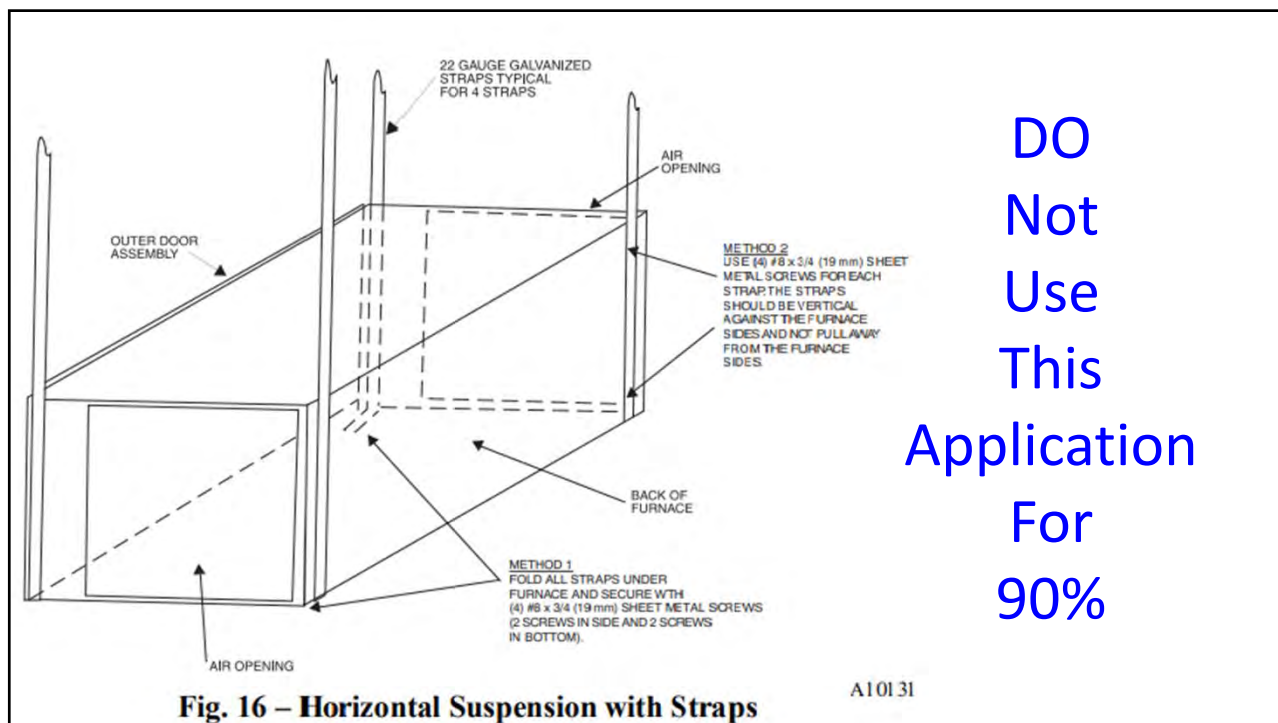 22 GAUGE GALVANIZED
STRAPS TYPICAL
FOR 4 STRAPS
AIR
OPENING
OUTER DOOR
ASSEMBLY
METHOD 2
USE (4) #8 x 3/4 (19 mm) SHEET
METAL SCREWS FOR EACH
STRAP. THE STRAPS
SHOULD BE VERTICAL
AGAINST THE FURNACE
SIDES AND NOT PULL AWAY
FROM THE FURNACE
SIDES.
BACK OF
FURNACE
METHOD 1
FOLD ALL STRAPS UNDER
FURNACE AND SECURE WTH
(4) #8 x 3/4 (19 mm) SHEET METAL SCREWS
(2 SCREWS IN SIDE AND 2 SCREWS
IN BOTTOM).
AIR OPENING
A10131
Fig. 16 – Horizontal Suspension with Straps
DO
Not
Use
This
Application
For
90%